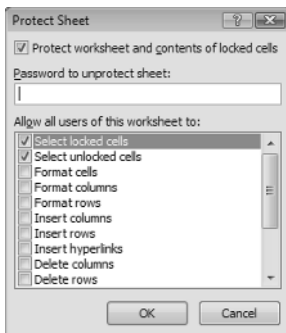 Protect Sheet
Protect worksheet and contents of locked cells
Password to unprotect sheet:
Allow all users of this worksheet to:
Select locked cells
Select unlocked cells
Format cells
Format columns
Format rows
Insert columns
Insert rows
Insert hyperlinks
Delete columns
Delete rows
OK Cancel